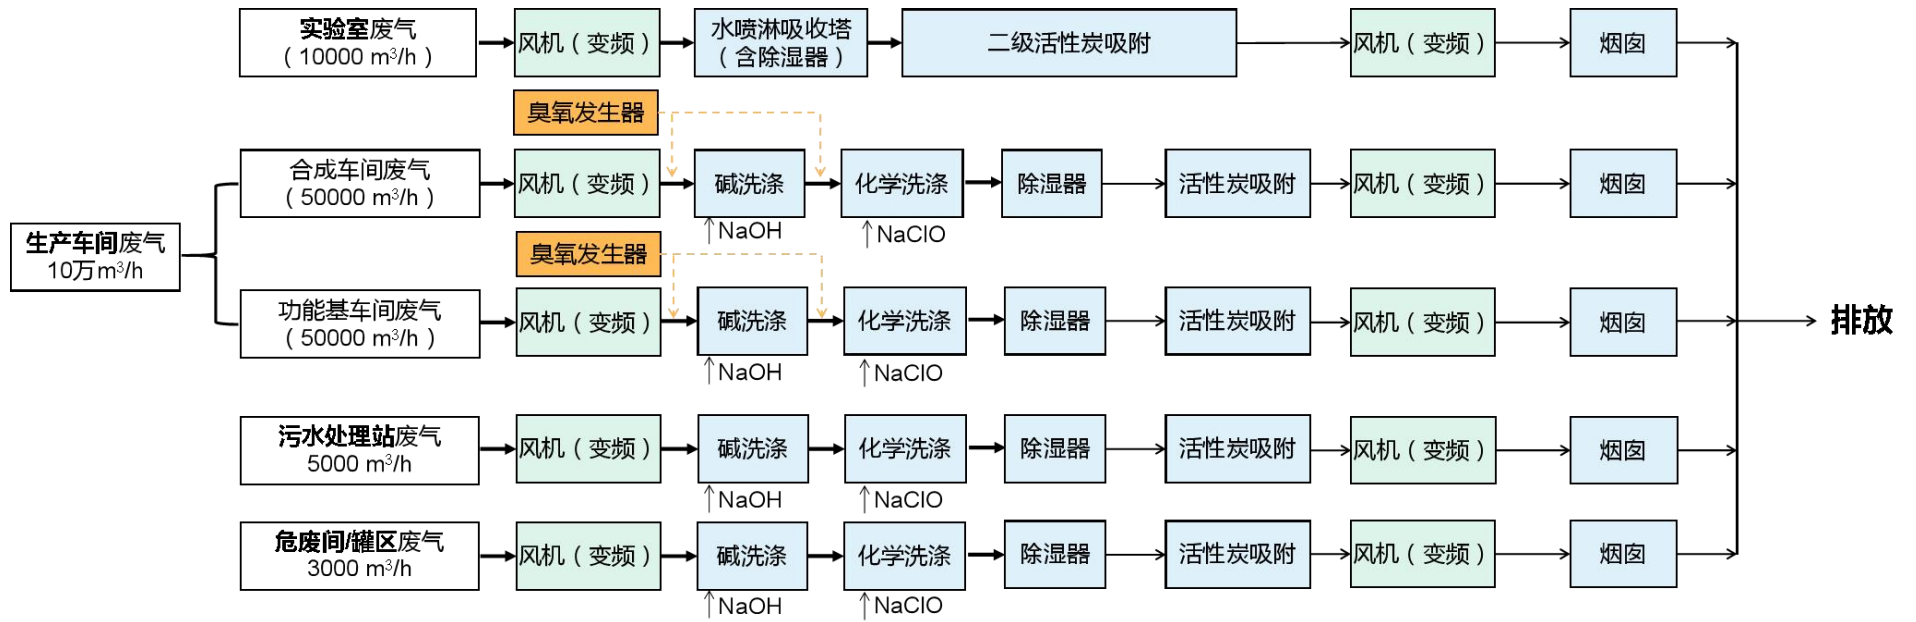 实验室废气
（10000 m³/h）
风机（变频）
水喷淋吸收塔
（含除湿器）
二级活性炭吸附
风机（变频）
烟囱
臭氧发生器
合成车间废气
（50000 m³/h）
风机（变频）
碱洗涤
化学洗涤
除湿器
活性炭吸附
风机（变频）
烟囱
↑NaOH
↑NaClO
生产车间废气
10万m³/h
臭氧发生器
功能基车间废气
（50000 m³/h）
风机（变频）
碱洗涤
化学洗涤
除湿器
活性炭吸附
风机（变频）
烟囱
排放
↑NaOH
↑NaClO
污水处理站废气
5000 m³/h
风机（变频）
碱洗涤
化学洗涤
除湿器
活性炭吸附
风机（变频）
烟囱
↑NaOH
↑NaClO
危废间/罐区废气
3000 m³/h
风机（变频）
碱洗涤
化学洗涤
除湿器
活性炭吸附
风机（变频）
烟囱
↑NaOH
↑NaClO